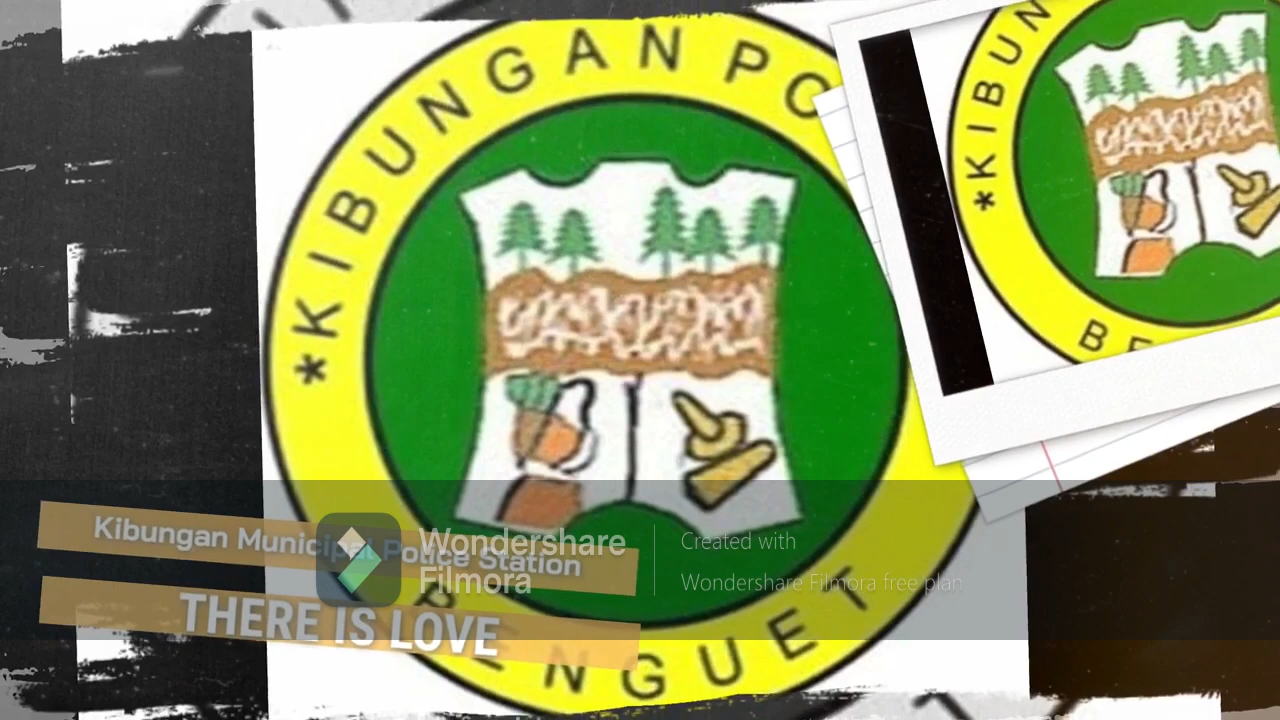 *KIBUNGAN PO
BENGUET
*KIBUN
BE
Kibungan Municipal Police Station
THERE IS LOVE
Wondershare
Filmora
Created with
Wondershare Filmora free plan